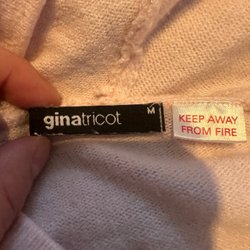 ginatricot
M
KEEP AWAY
FROM FIRE